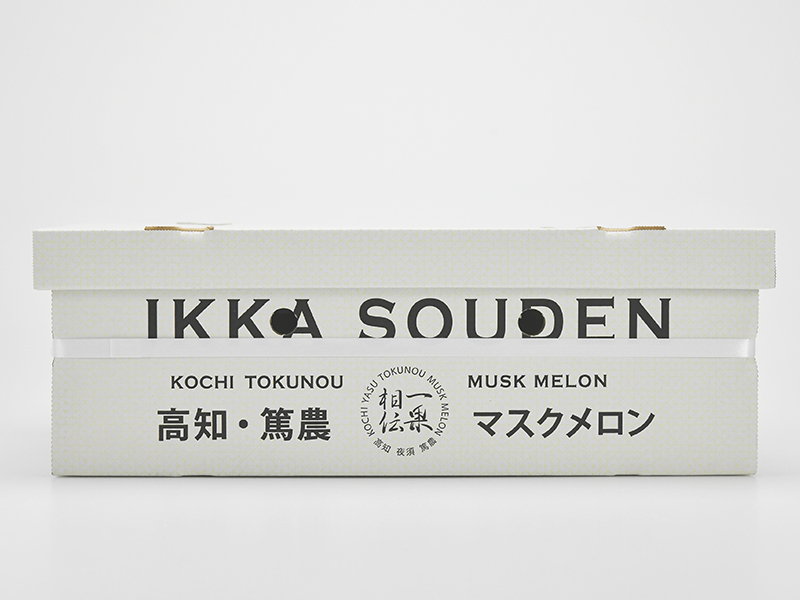 IKKA SOUDEN
KOCHI TOKUNOU
高知・篤農
KOCHI YASU TOKUNOU MUSK MELON
一果
相伝
高知 夜須 篤農
MUSK MELON
マスクメロン